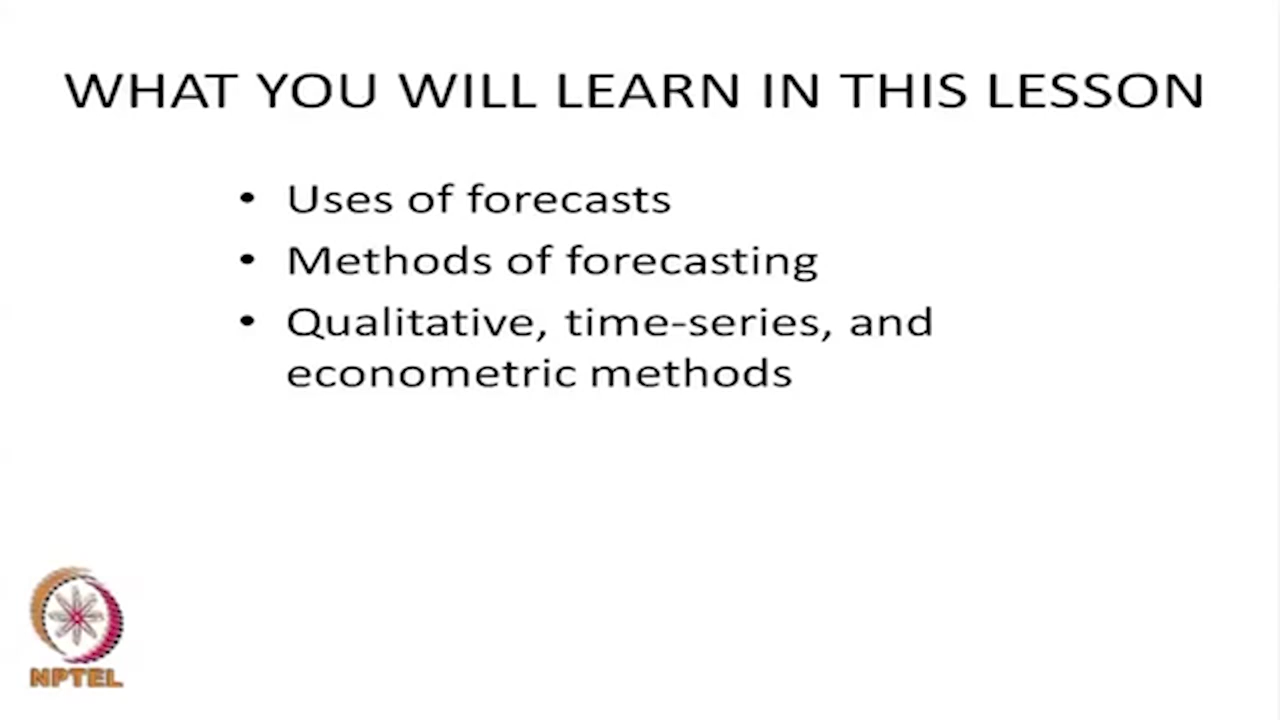 WHAT YOU WILL LEARN IN THIS LESSON
• Uses of forecasts
• Methods of forecasting
• Qualitative, time-series, and
econometric methods
NPTEL